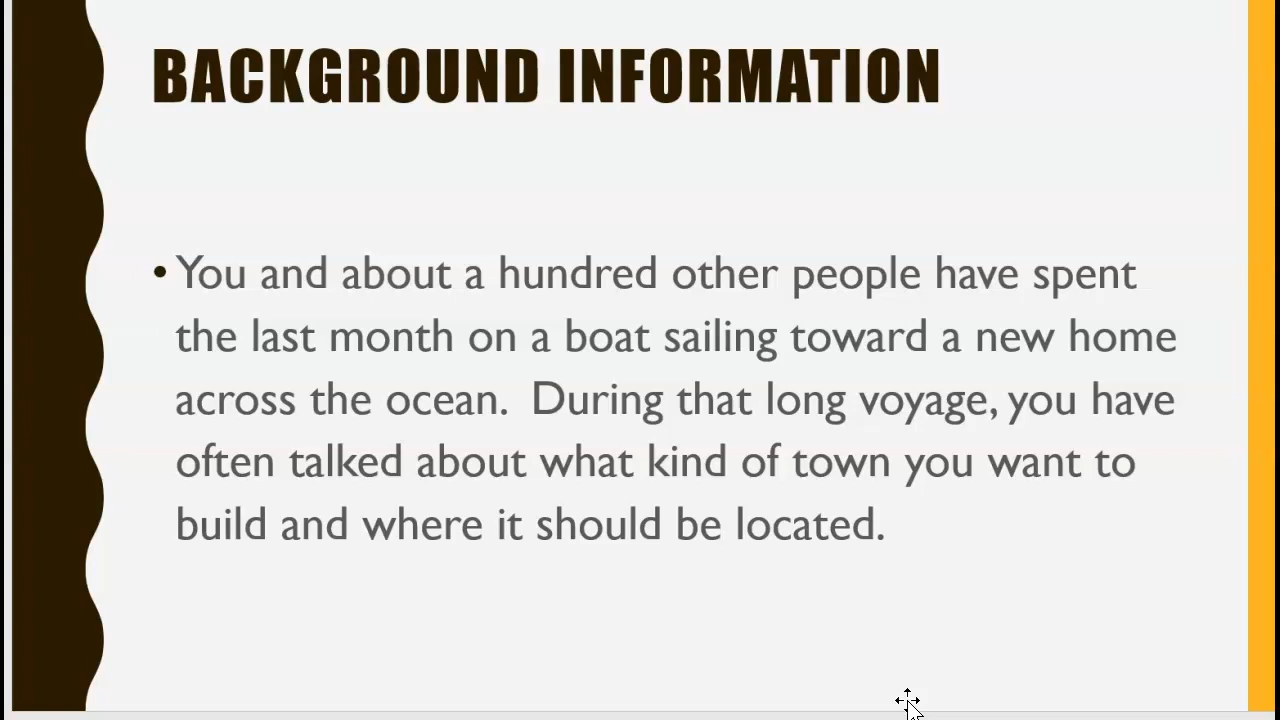 BACKGROUND INFORMATION
• You and about a hundred other people have spent
the last month on a boat sailing toward a new home
across the ocean.  During that long voyage, you have
often talked about what kind of town you want to
build and where it should be located.